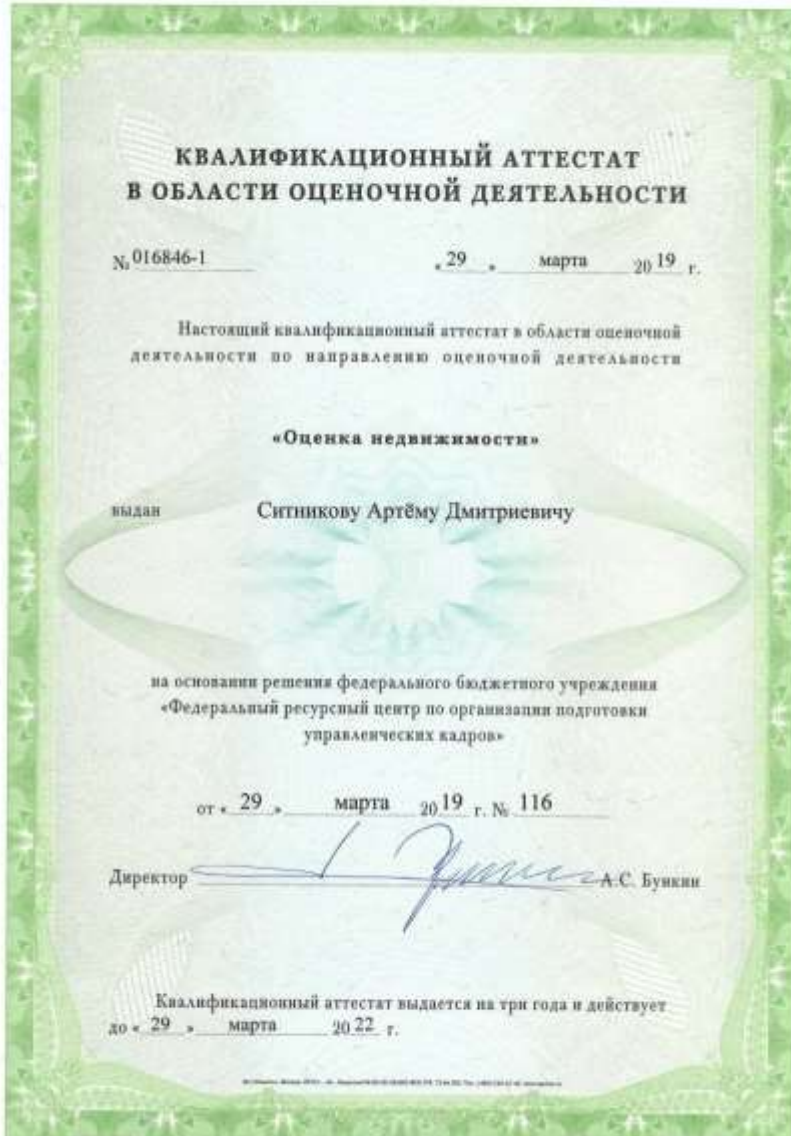 КВАЛИФИКАЦИОННЫЙ АТТЕСТАТ
В ОБЛАСТИ ОЦЕНОЧНОЙ ДЕЯТЕЛЬНОСТИ
№ 016846-1 « 29 » марта 20 19 г.
Настоящий квалификационный аттестат в области оценочной
деятельности по направлению оценочной деятельности
«Оценка недвижимости»
выдан Ситникову Артёму Дмитриевичу
на основании решения федерального бюджетного учреждения
«Федеральный ресурсный центр по организации подготовки
управленческих кадров»
от « 29 » марта 20 19 г. № 116
Директор А.С. Бункин
Квалификационный аттестат выдается на три года и действует
до « 29 » марта 20 22 г.